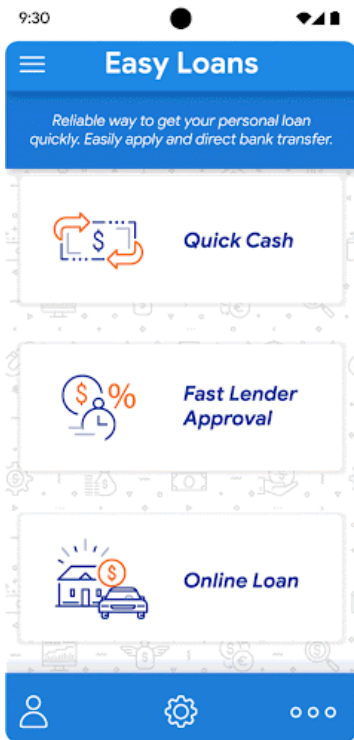 9:30
Easy Loans
Reliable way to get your personal loan
quickly. Easily apply and direct bank transfer.
$
Quick Cash
$ %
Fast Lender
Approval
$
Online Loan